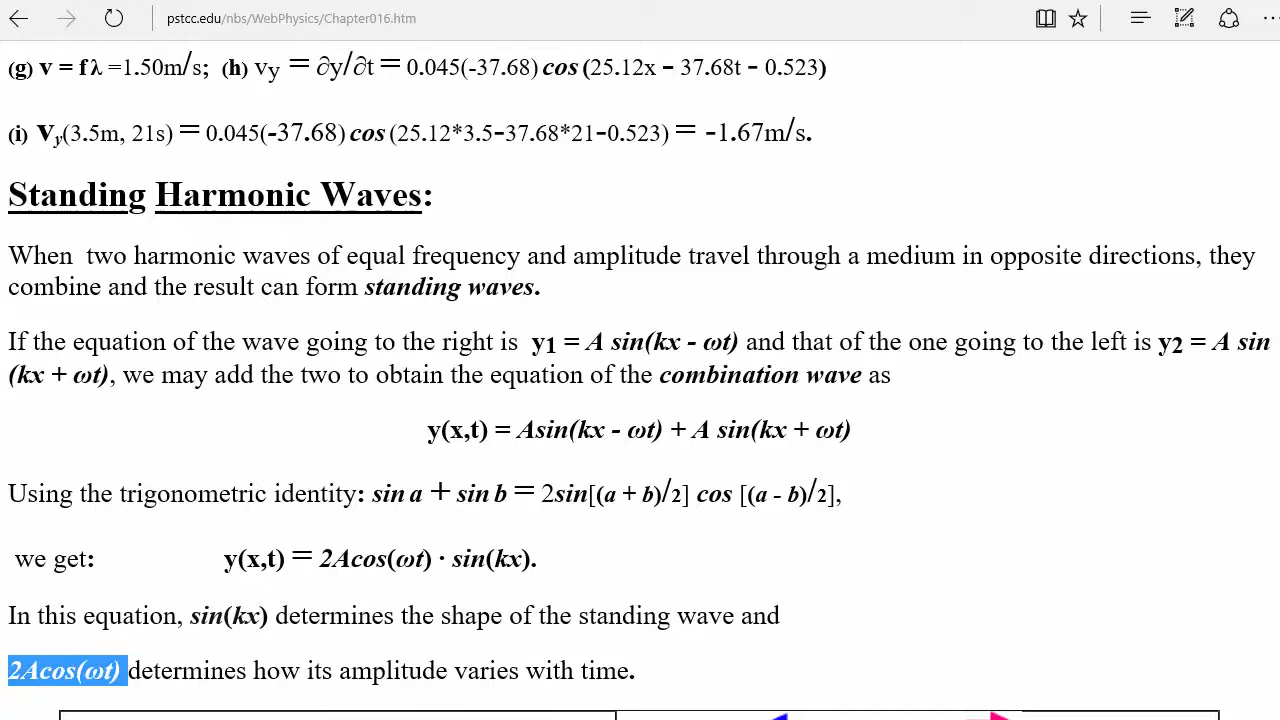 pstcc.edu/nbs/WebPhysics/Chapter016.htm
(g) v = f λ =1.50m/s; (h) vy = ∂y/∂t = 0.045(-37.68) cos (25.12x - 37.68t - 0.523)
(i) Vy(3.5m, 21s) = 0.045(-37.68) cos (25.12*3.5-37.68*21-0.523) = -1.67m/s.
Standing Harmonic Waves:
When two harmonic waves of equal frequency and amplitude travel through a medium in opposite directions, they
combine and the result can form standing waves.
If the equation of the wave going to the right is y1 = A sin(kx - ωt) and that of the one going to the left is y2 = A sin
(kx + ωt), we may add the two to obtain the equation of the combination wave as
y(x,t) = Asin(kx - ωt) + A sin(kx + ωt)
Using the trigonometric identity: sin a + sin b = 2sin[(a + b)/2] cos [(a - b)/2],
we get: y(x,t) = 2Acos(ωt) · sin(kx).
In this equation, sin(kx) determines the shape of the standing wave and
2Acos(ωt) determines how its amplitude varies with time.